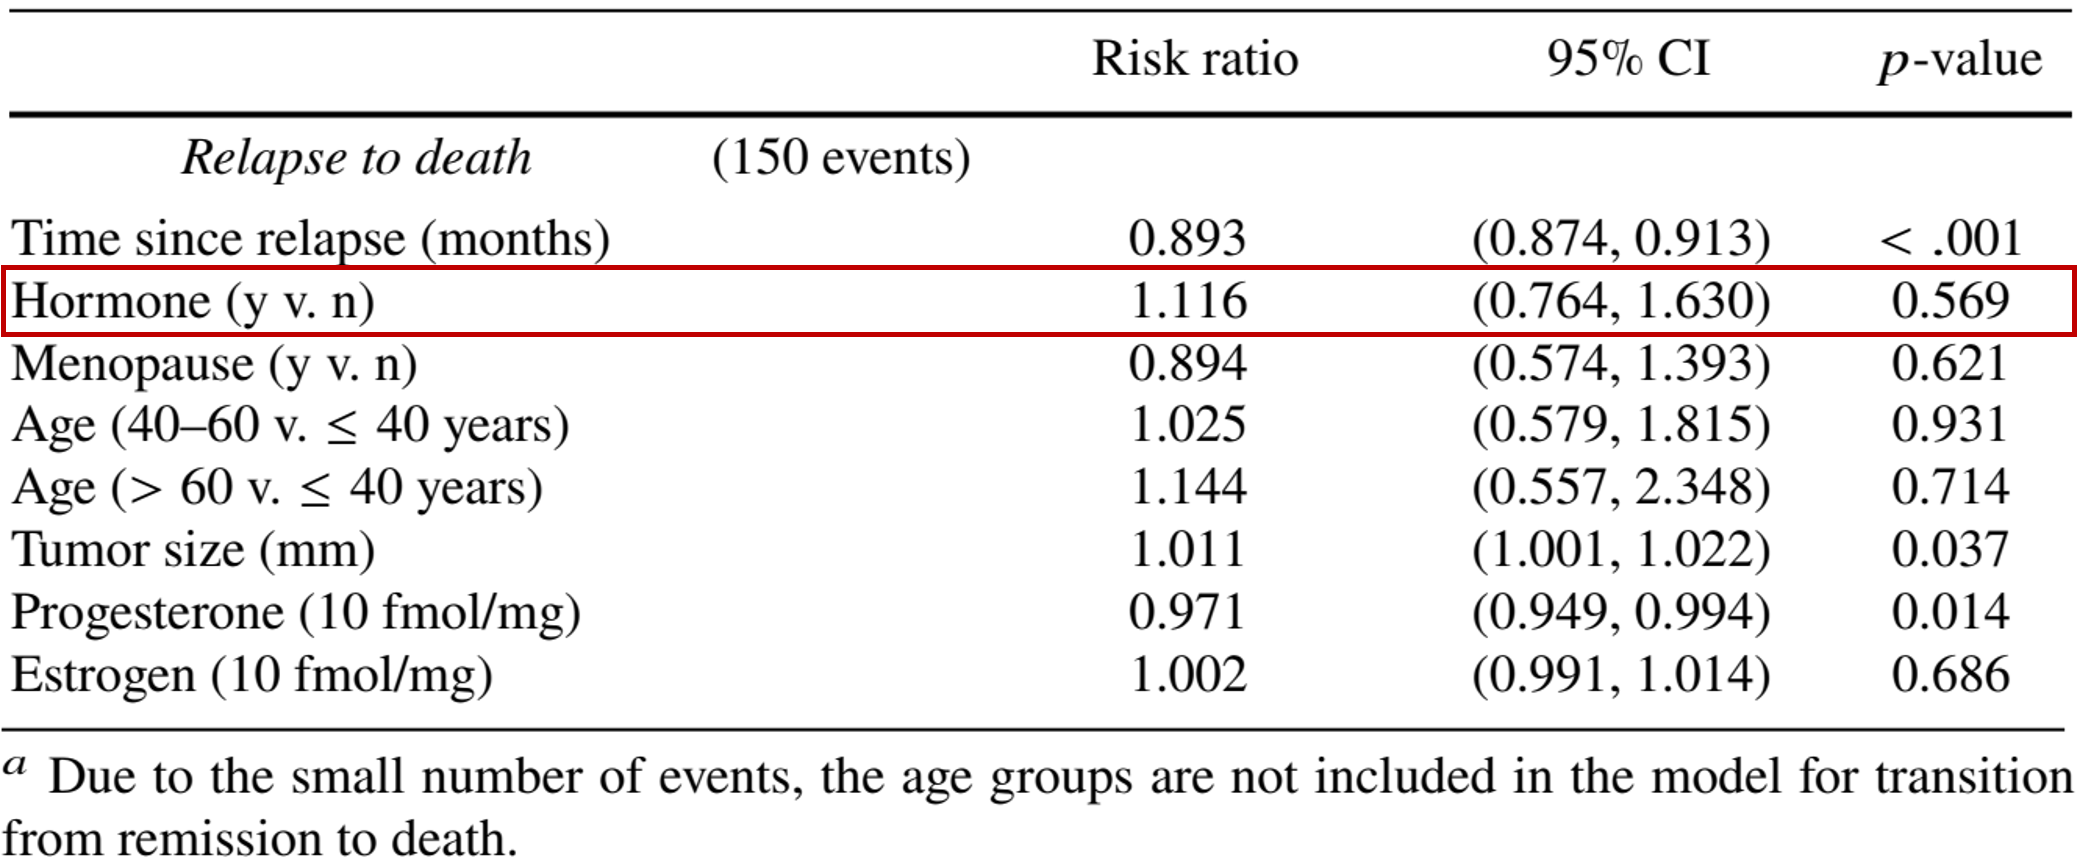 Risk ratio 95% CI p-value
Relapse to death (150 events)
Time since relapse (months) 0.893 (0.874, 0.913) < .001
Hormone (y v. n) 1.116 (0.764, 1.630) 0.569
Menopause (y v. n) 0.894 (0.574, 1.393) 0.621
Age (40–60 v. ≤ 40 years) 1.025 (0.579, 1.815) 0.931
Age (> 60 v. ≤ 40 years) 1.144 (0.557, 2.348) 0.714
Tumor size (mm) 1.011 (1.001, 1.022) 0.037
Progesterone (10 fmol/mg) 0.971 (0.949, 0.994) 0.014
Estrogen (10 fmol/mg) 1.002 (0.991, 1.014) 0.686
a Due to the small number of events, the age groups are not included in the model for transition
from remission to death.